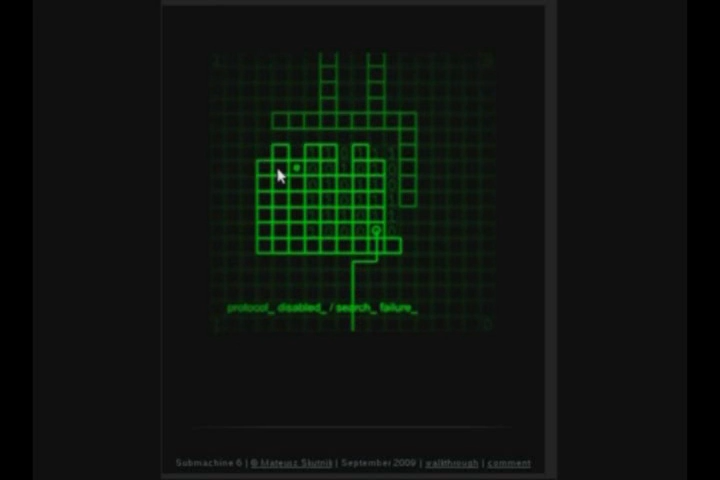 protocol_ disabled_ / search_ failure_
Submachine 6 | © Mateusz Skutnik | September 2009 | walkthrough | comment